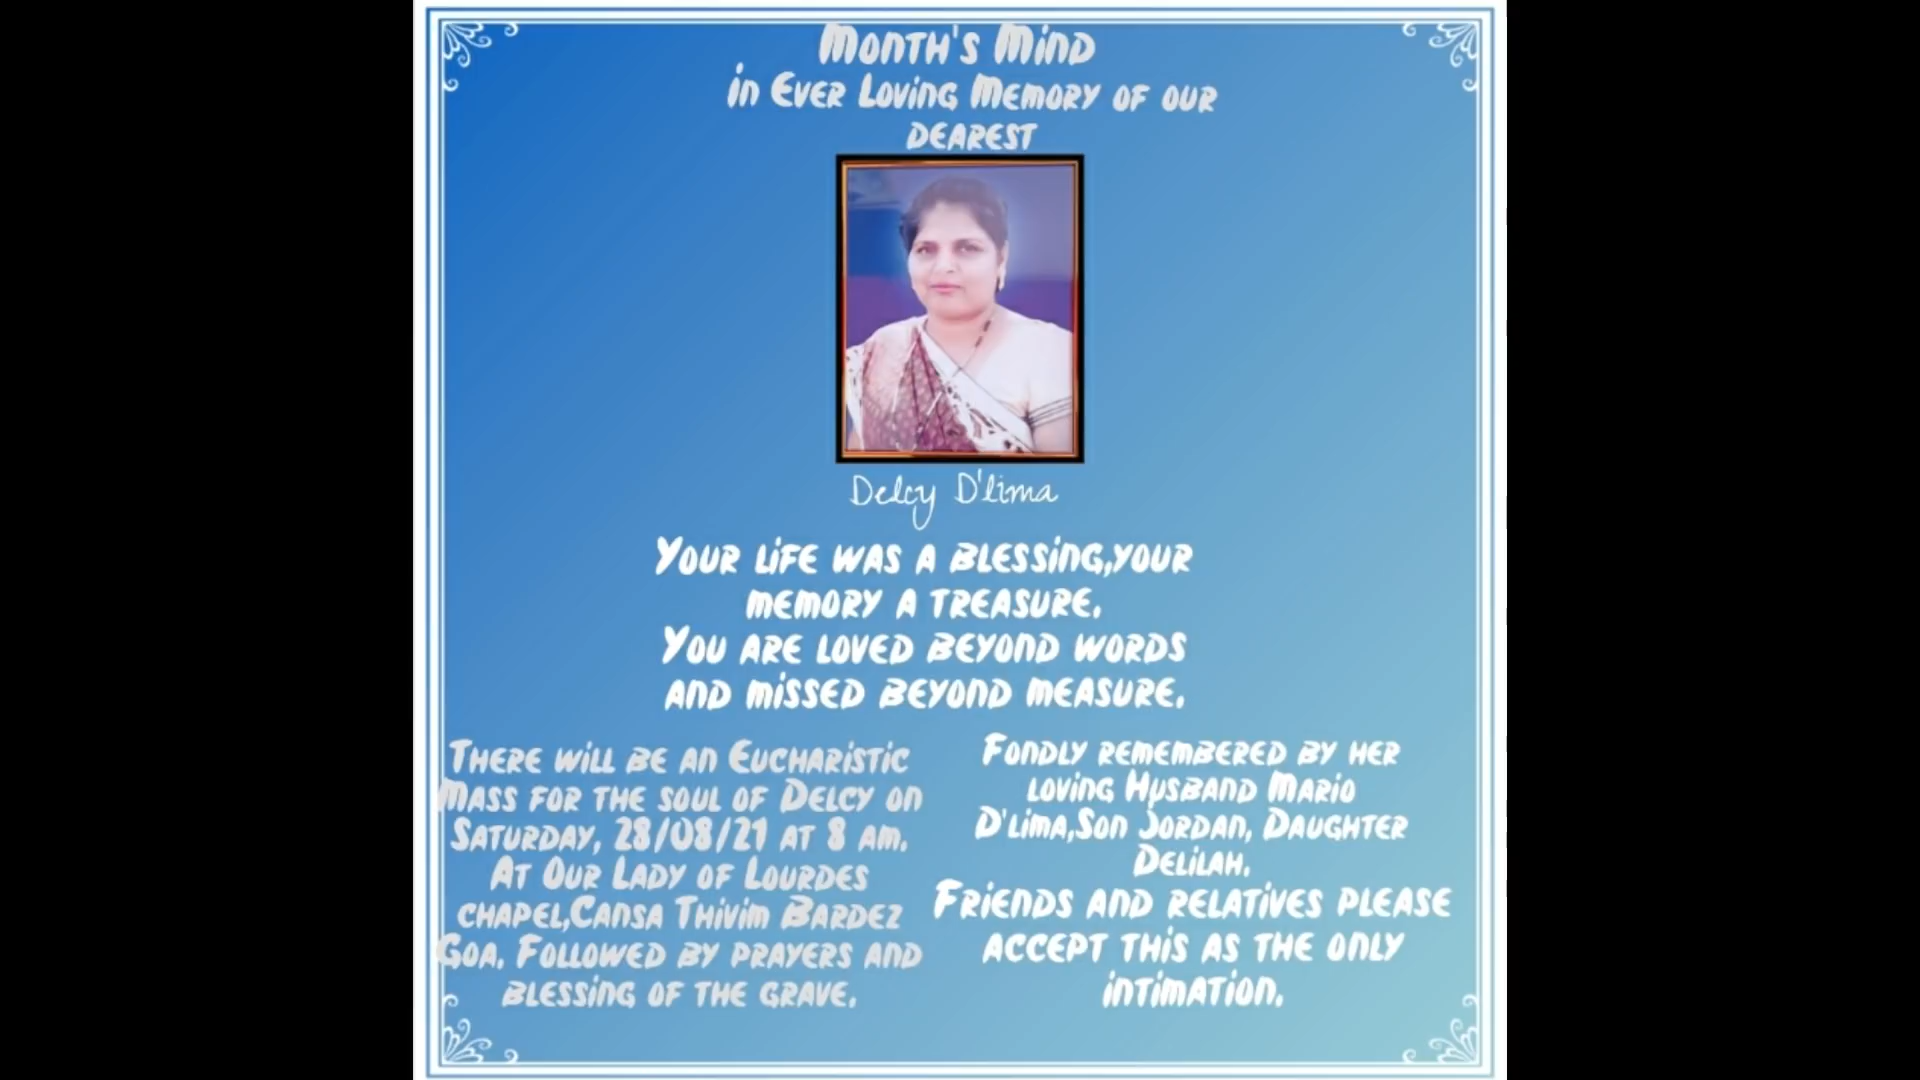 Month's Mind
in Ever Loving Memory of our
dearest
Delcy D'lima
Your life was a blessing,your
memory a treasure.
You are loved beyond words
and missed beyond measure.
There will be an Eucharistic
Mass for the soul of Delcy on
Saturday, 28/08/21 at 8 am.
At Our Lady of Lourdes
chapel,Cansa Thivim Bardez
Goa. Followed by prayers and
blessing of the grave.
Fondly remembered by her
loving Husband Mario
D'lima,Son Jordan, Daughter
Delilah.
Friends and relatives please
accept this as the only
intimation.